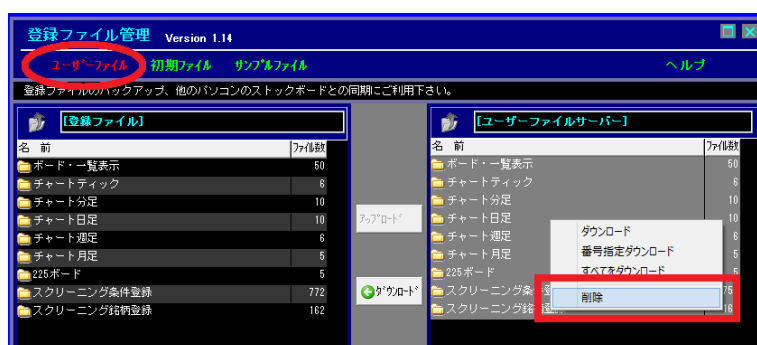 登録ファイル管理 Version 1.14
ユーザーファイル 初期ファイル サンプルファイル ヘルプ
登録ファイルのバックアップ、他のパソコンのストックボードとの同期にご利用下さい。
[登録ファイル]
名 前 ファイル数
ボード・一覧表示 50
チャートティック 6
チャート分足 10
チャート日足 10
チャート週足 6
チャート月足 5
225ボード 5
スクリーニング条件登録 772
スクリーニング銘柄登録 162
アップロード
ダウンロード
[ユーザーファイルサーバー]
名 前 ファイル数
ボード・一覧表示 50
チャートティック 6
チャート分足 10
チャート日足 10
チャート週足 6
チャート月足 5
225ボード 5
スクリーニング条
スクリーニング銘
ダウンロード
番号指定ダウンロード
すべてをダウンロード
削除